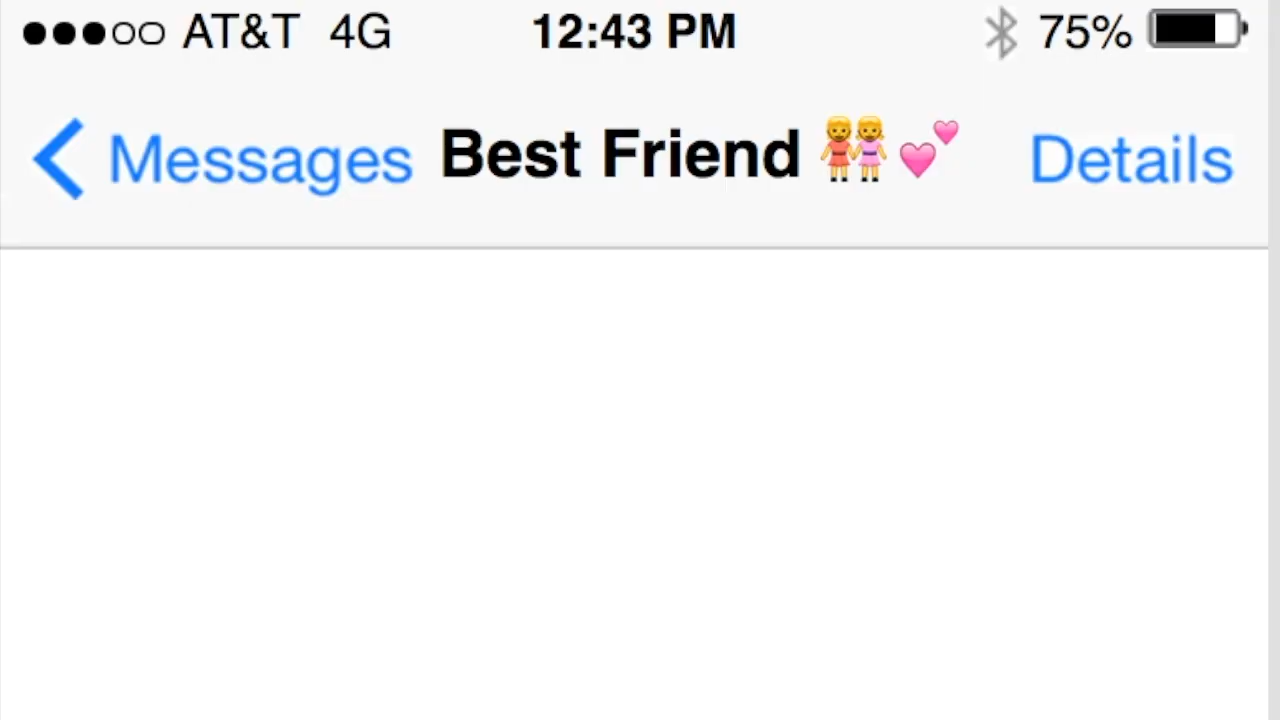 AT&T 4G 12:43 PM 75%
Messages Best Friend 👭💕 Details